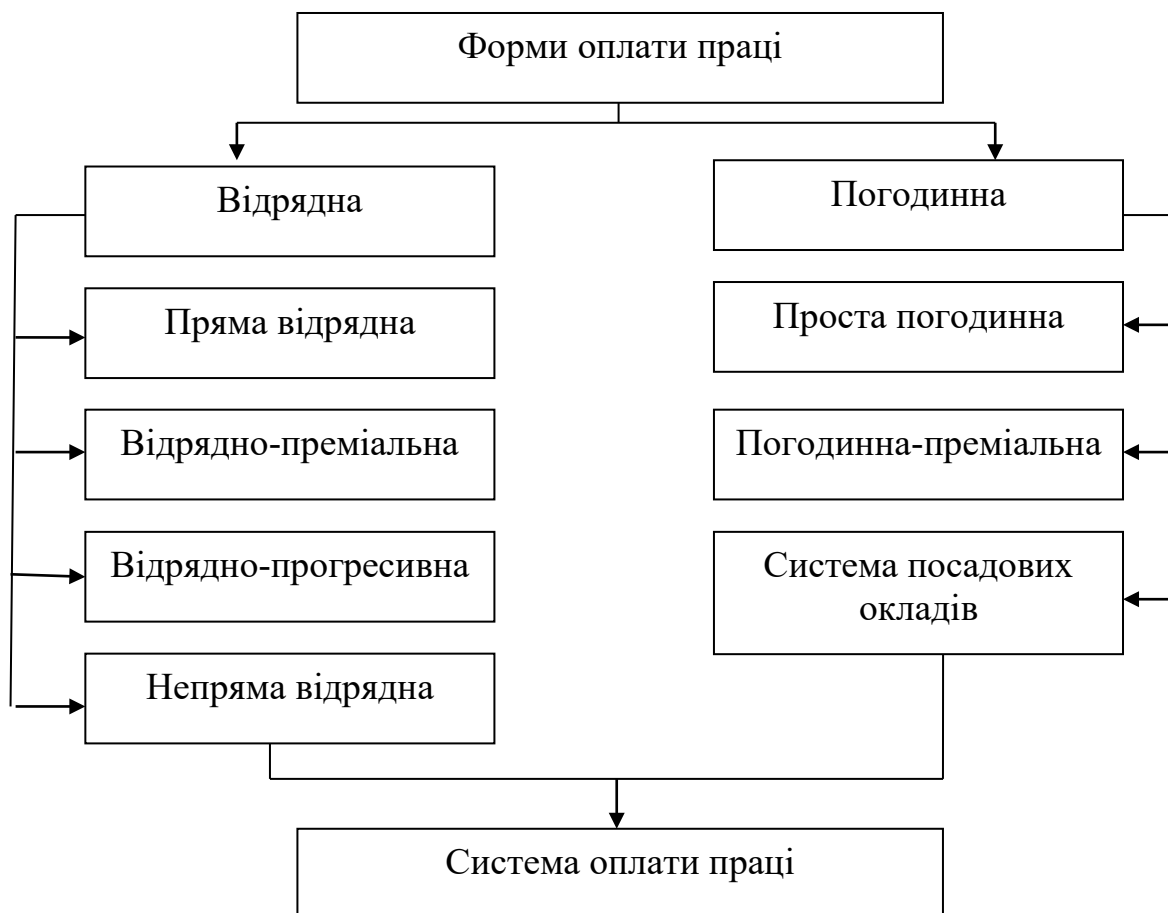 Форми оплати праці
Відрядна
Погодинна
Пряма відрядна
Проста погодинна
Відрядно-преміальна
Погодинна-преміальна
Відрядно-прогресивна
Система посадових
окладів
Непряма відрядна
Система оплати праці